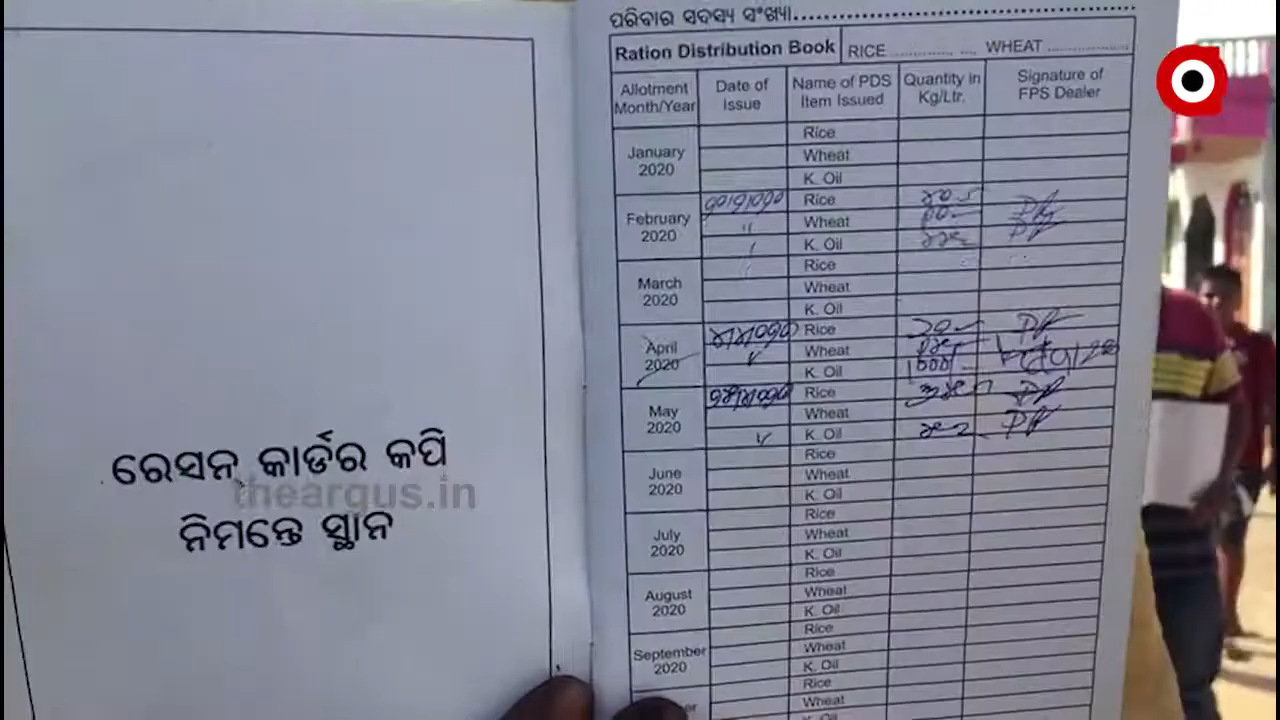 ରେସନ୍ କାର୍ଡର କପି
theargus.in
ନିମନ୍ତେ ସ୍ଥାନ
ପରିବାର ସଦସ୍ୟ ସଂଖ୍ୟା
Ration Distribution Book RICE WHEAT
Allotment Month/Year Date of Issue Name of PDS Item Issued Quantity in Kg/Ltr. Signature of FPS Dealer
January 2020
Rice
Wheat
K. Oil
February 2020
Rice
Wheat
K. Oil
March 2020
Rice
Wheat
K. Oil
April 2020
Rice
Wheat
K. Oil
May 2020
Rice
Wheat
K. Oil
June 2020
Rice
Wheat
K. Oil
July 2020
Rice
Wheat
K. Oil
August 2020
Rice
Wheat
K. Oil
September 2020
Rice
Wheat
K. Oil
Rice
Wheat
K. Oil